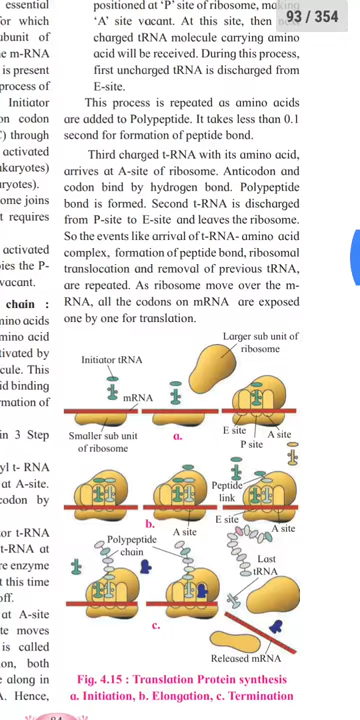 essential
for which
ubunit of
e m-RNA
is present
process of
Initiator
on codon
C) through
activated
ukaryotes)
aryotes).
ome joins
t requires
activated
pies the P-
vacant.
chain :
mino acids
mino acid
tivated by
cule. This
id binding
rmation of
in 3 Step
yl t- RNA
at A-site.
codon by
tor t-RNA
t-RNA at
re enzyme
t this time
off.
at A-site
te moves
is called
ion, both
e along in
A. Hence,
positioned at ‘P’ site of ribosome, making
‘A’ site vacant. At this site, then
charged tRNA molecule carrying amino
acid will be received. During this process,
first uncharged tRNA is discharged from
E-site.
This process is repeated as amino acids
are added to Polypeptide. It takes less than 0.1
second for formation of peptide bond.
Third charged t-RNA with its amino acid,
arrives at A-site of ribosome. Anticodon and
codon bind by hydrogen bond. Polypeptide
bond is formed. Second t-RNA is discharged
from P-site to E-site and leaves the ribosome.
So the events like arrival of t-RNA- amino acid
complex, formation of peptide bond, ribosomal
translocation and removal of previous tRNA,
are repeated. As ribosome move over the m-
RNA, all the codons on mRNA are exposed
one by one for translation.
93 / 354
Larger sub unit of
ribosome
Initiator tRNA
mRNA
Smaller sub unit
of ribosome
a.
E site
P site
A site
Peptide
link
b.
A site
E site
A site
Polypeptide
chain
Last
tRNA
c.
Released mRNA
Fig. 4.15 : Translation Protein synthesis
a. Initiation, b. Elongation, c. Termination
84